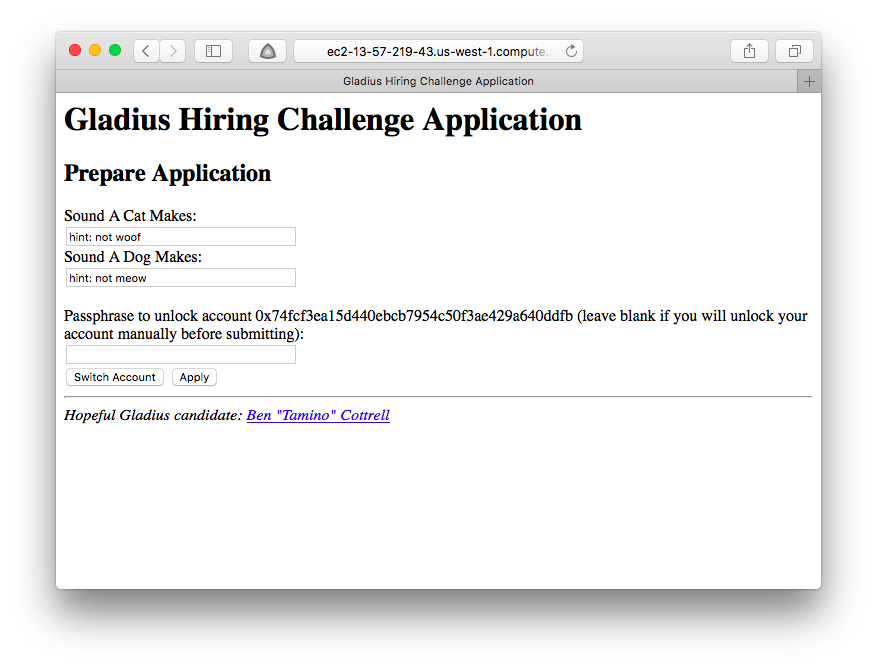 ec2-13-57-219-43.us-west-1.compute.
Gladius Hiring Challenge Application
Gladius Hiring Challenge Application
Prepare Application
Sound A Cat Makes:
hint: not woof
Sound A Dog Makes:
hint: not meow
Passphrase to unlock account 0x74fcf3ea15d440ebcb7954c50f3ae429a640ddfb (leave blank if you will unlock your
account manually before submitting):
Switch Account Apply
Hopeful Gladius candidate: Ben "Tamino" Cottrell